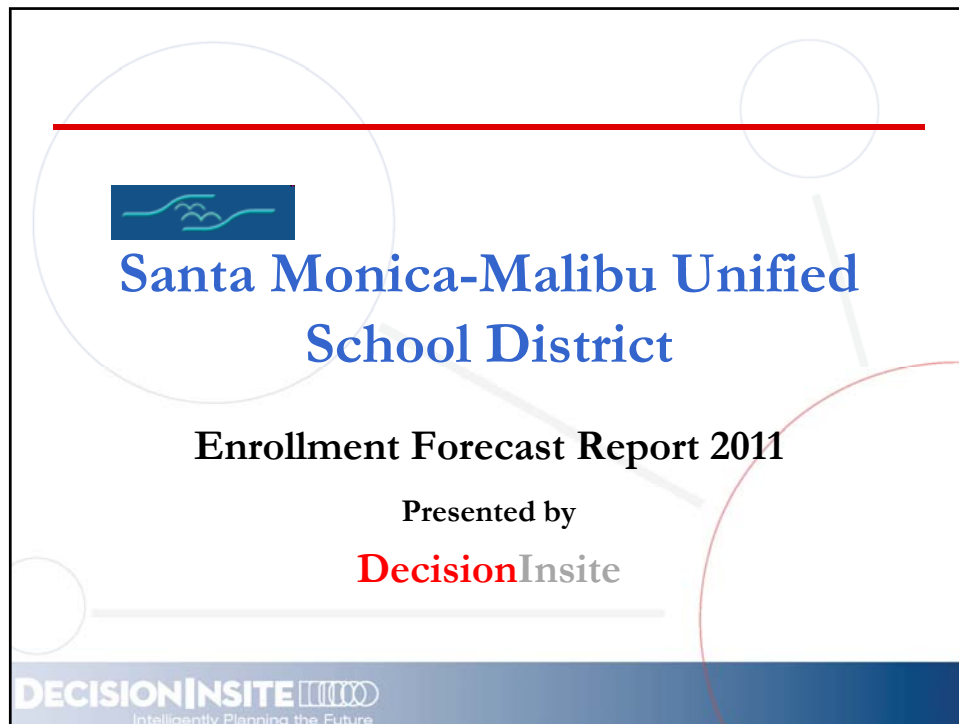 Santa Monica-Malibu Unified
School District
Enrollment Forecast Report 2011
Presented by
DecisionInsite
DECISIONINSITE
Intelligently Planning the Future